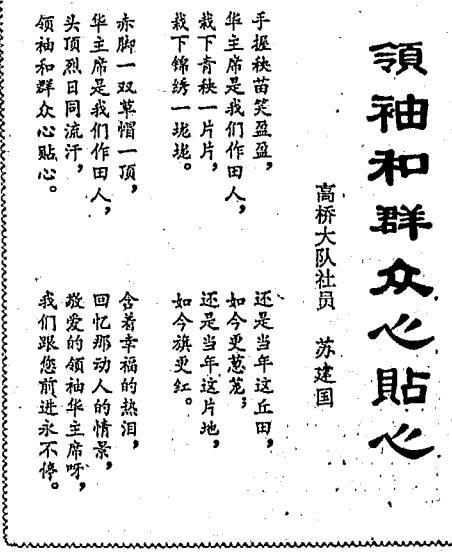 領袖和群众心貼心
高桥大队社员 苏建国
手握秧苗笑盈盈，
华主席是我们作田人，
栽下青秧一片片，
栽下锦绣一垅垅。
赤脚一双草帽一顶，
华主席是我们作田人，
头顶烈日同流汗，
领袖和群众心贴心。
还是当年这丘田，
如今更葱茏；
还是当年这片地，
如今旗更红。
含着幸福的热泪，
回忆那动人的情景，
敬爱的领袖华主席呀，
我们跟您前进永不停。